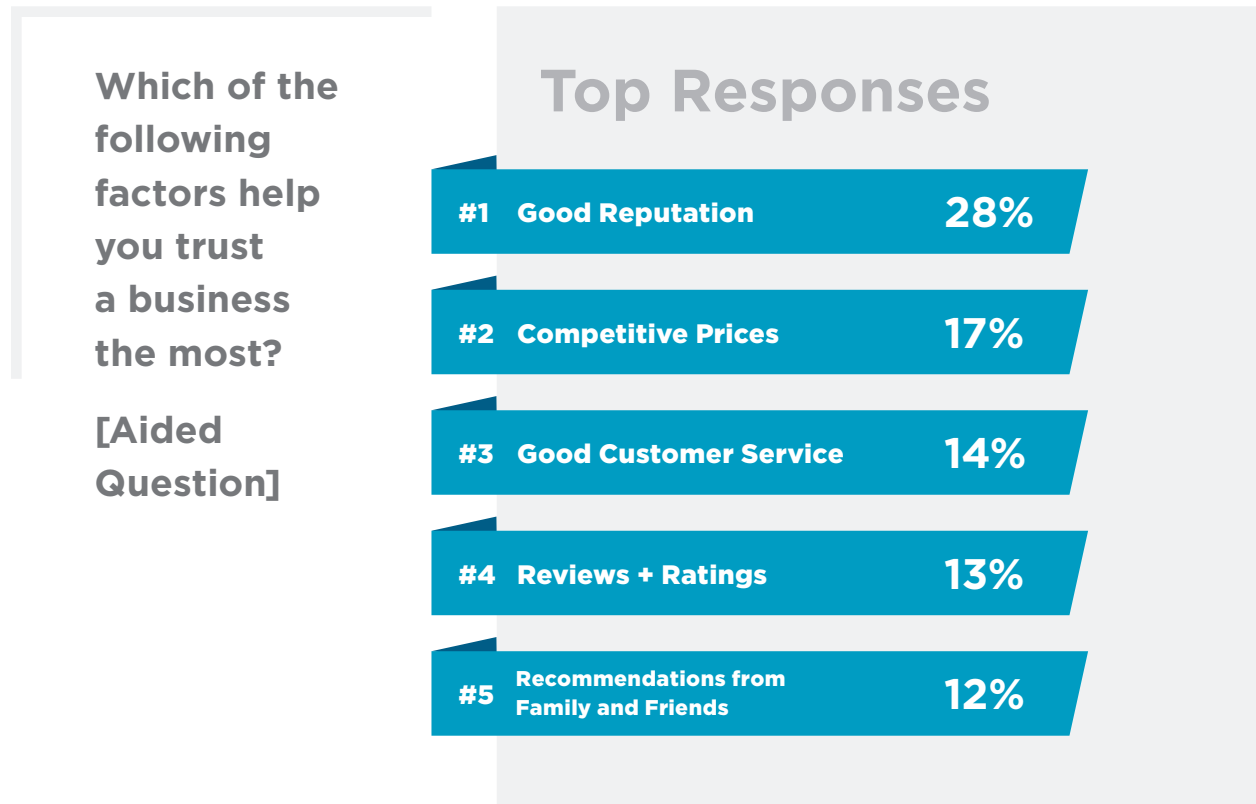 Which of the
following
factors help
you trust
a business
the most?
[Aided
Question]
Top Responses
#1 Good Reputation 28%
#2 Competitive Prices 17%
#3 Good Customer Service 14%
#4 Reviews + Ratings 13%
#5 Recommendations from
Family and Friends 12%